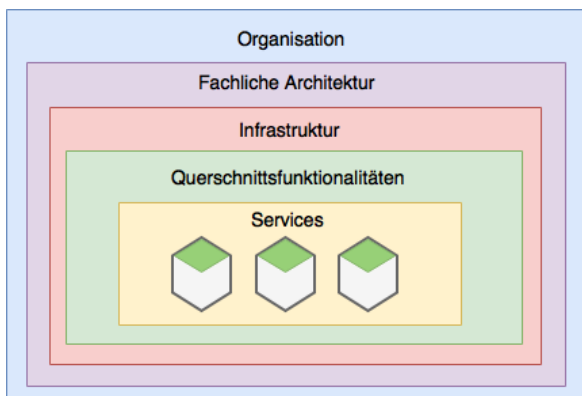 Organisation
Fachliche Architektur
Infrastruktur
Querschnittsfunktionalitäten
Services